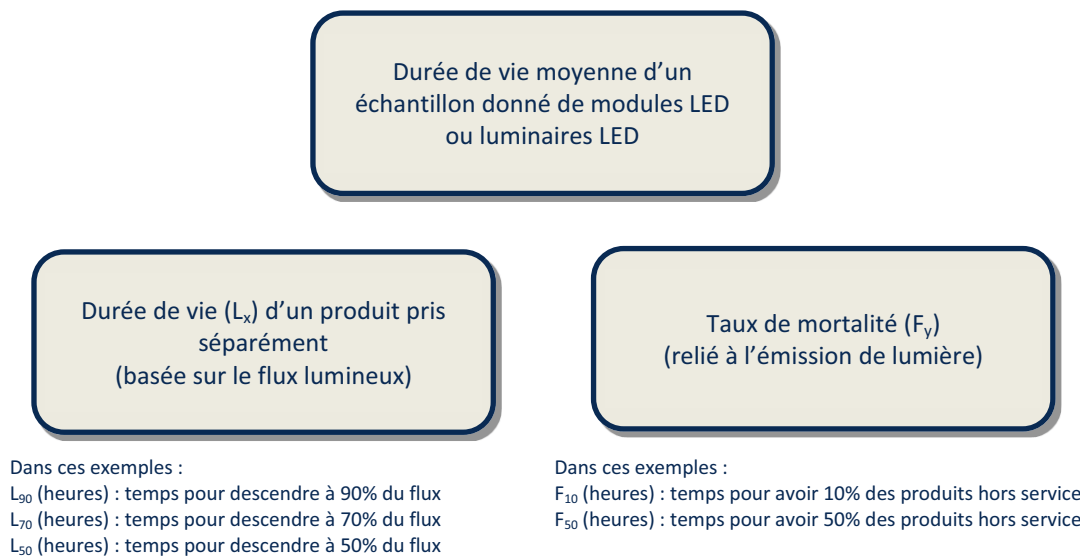 Durée de vie moyenne d’un
échantillon donné de modules LED
ou luminaires LED
Durée de vie (Lx) d’un produit pris
séparément
(basée sur le flux lumineux)
Taux de mortalité (Fy)
(relié à l’émission de lumière)
Dans ces exemples :
L90 (heures) : temps pour descendre à 90% du flux
L70 (heures) : temps pour descendre à 70% du flux
L50 (heures) : temps pour descendre à 50% du flux
Dans ces exemples :
F10 (heures) : temps pour avoir 10% des produits hors service
F50 (heures) : temps pour avoir 50% des produits hors service